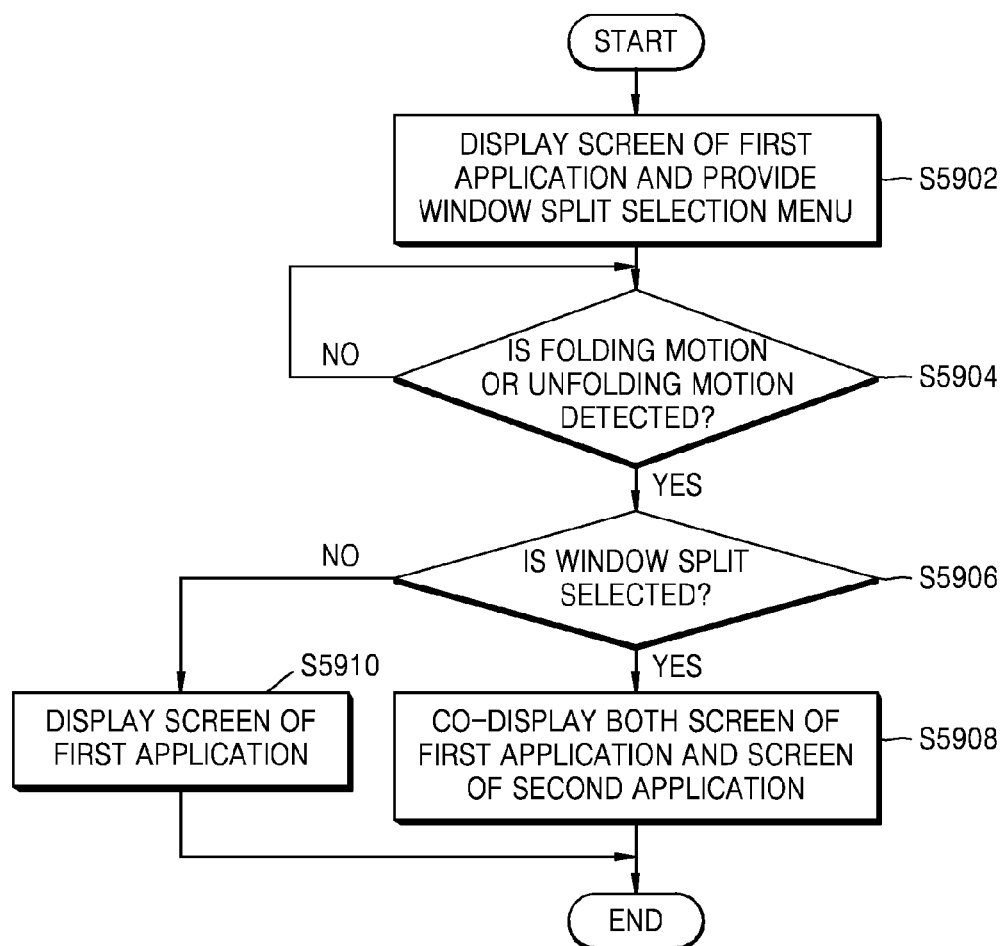 START
DISPLAY SCREEN OF FIRST
APPLICATION AND PROVIDE
WINDOW SPLIT SELECTION MENU
S5902
NO
IS FOLDING MOTION
OR UNFOLDING MOTION
DETECTED?
S5904
YES
NO
IS WINDOW SPLIT
SELECTED?
S5906
YES
S5910
DISPLAY SCREEN OF
FIRST APPLICATION
CO-DISPLAY BOTH SCREEN OF
FIRST APPLICATION AND SCREEN
OF SECOND APPLICATION
S5908
END